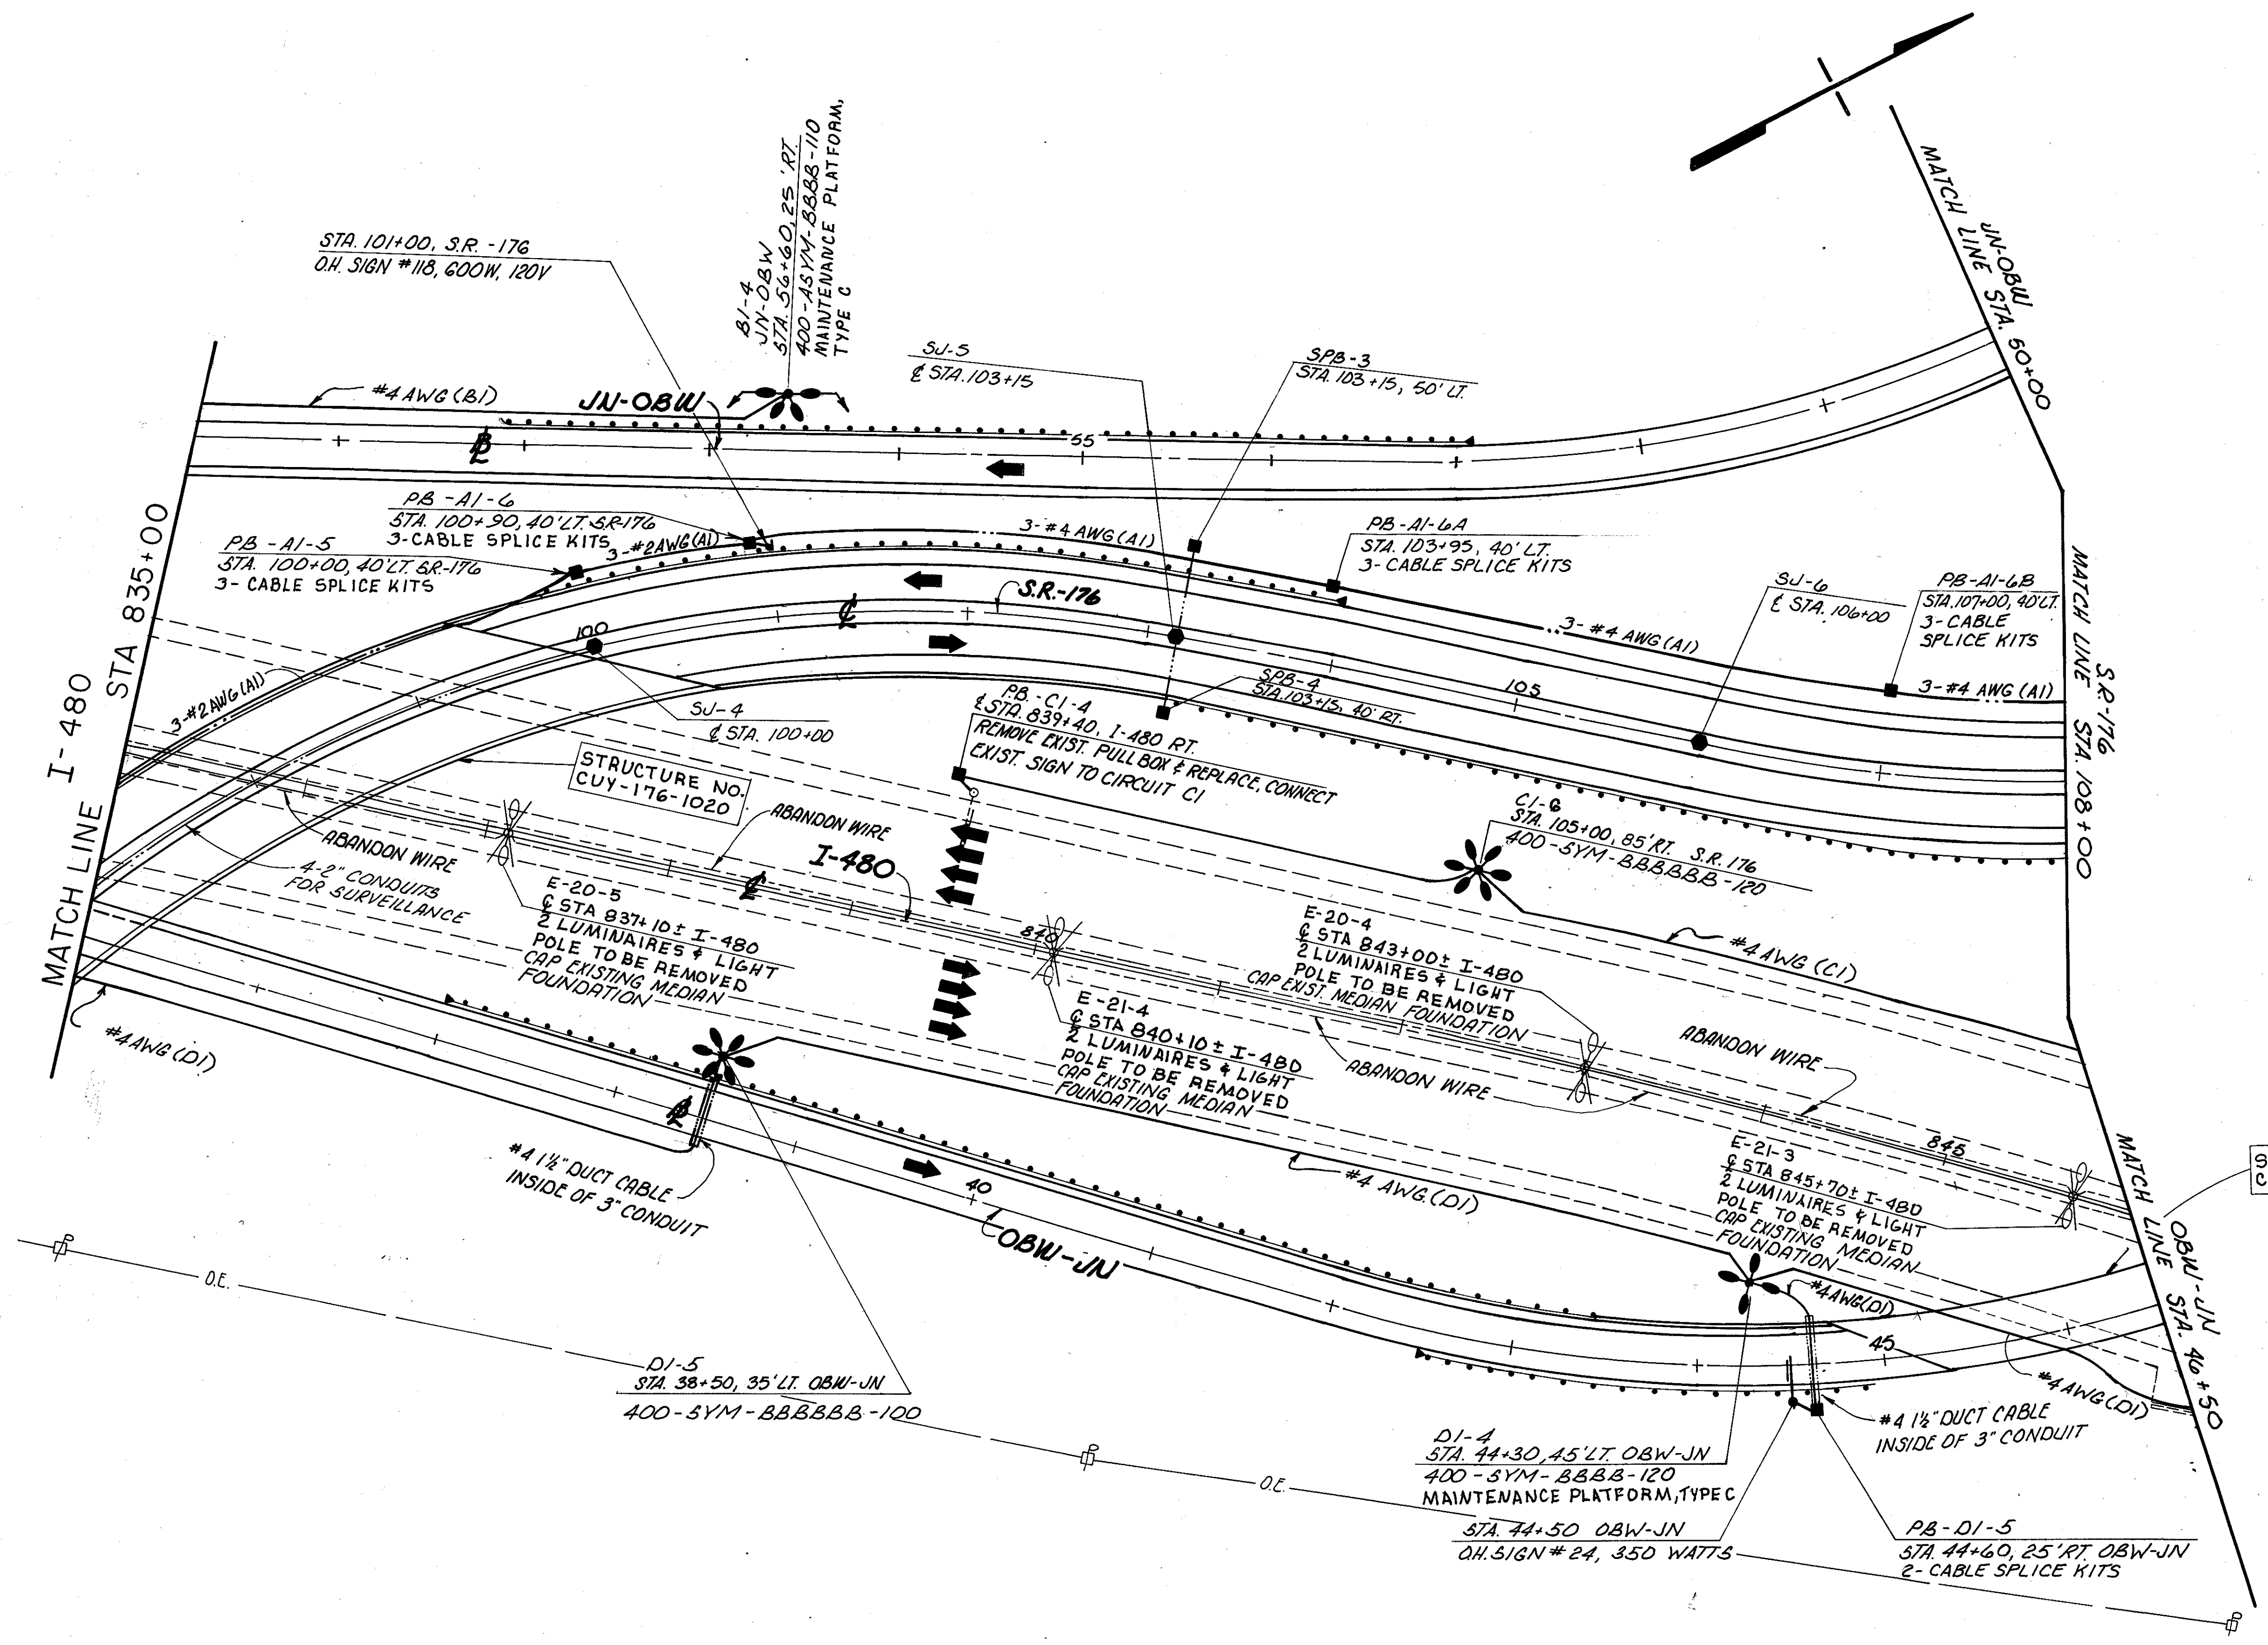 STA. 101+00, S.R. -176
O.H. SIGN #118, 600W, 120V
B1-4
JN-OBW
STA. 56+60, 25' RT.
400-ASYM-BBBB-110
MAINTENANCE PLATFORM,
TYPE C
JN-OBW
MATCH LINE STA. 50+00
#4 AWG (B1)
JN-OBW
SJ-5
℄ STA. 103+15
SPB-3
STA. 103+15, 50' LT.
55
PB-A1-6
STA. 100+90, 40' LT. SR-176
3-CABLE SPLICE KITS
PB-A1-5
STA. 100+00, 40' LT. S.R.-176
3- CABLE SPLICE KITS
3-#2AWG(A1)
3-#4 AWG (A1)
PB-A1-6A
STA. 103+95, 40' LT.
3-CABLE SPLICE KITS
SJ-6
℄ STA. 106+00
PB-A1-6B
STA. 107+00, 40' LT.
3-CABLE
SPLICE KITS
3-#4 AWG (A1)
3-#4 AWG (A1)
S.R.-176
MATCH LINE STA. 108+00
S.R.-176
℄
100
105
3-#2AWG(A1)
SJ-4
℄ STA. 100+00
SPB-4
STA. 103+15, 40' RT.
P.B.-C1-4
℄ STA. 839+40, I-480 RT.
REMOVE EXIST. PULL BOX & REPLACE, CONNECT
EXIST. SIGN TO CIRCUIT C1
STRUCTURE NO.
CUY-176-1020
I-480
MATCH LINE STA 835+00
ABANDON WIRE
ABANDON WIRE
I-480
℄
4-2" CONDUITS
FOR SURVEILLANCE
C1-6
STA. 105+00, 85' RT. S.R. 176
400-SYM-BBBBBB-120
#4 AWG (C1)
E-20-5
℄ STA 837+10± I-480
2 LUMINAIRES & LIGHT
POLE TO BE REMOVED
CAP EXISTING MEDIAN
FOUNDATION
840
E-20-4
℄ STA 843+00± I-480
2 LUMINAIRES & LIGHT
POLE TO BE REMOVED
CAP EXIST. MEDIAN FOUNDATION
E-21-4
℄ STA 840+10± I-480
2 LUMINAIRES & LIGHT
POLE TO BE REMOVED
CAP EXISTING MEDIAN
FOUNDATION
ABANDON WIRE
ABANDON WIRE
845
E-21-3
℄ STA 845+70± I-480
2 LUMINAIRES & LIGHT
POLE TO BE REMOVED
CAP EXISTING MEDIAN
FOUNDATION
#4 AWG (D1)
#4 1½" DUCT CABLE
INSIDE OF 3" CONDUIT
40
OBW-JN
#4 AWG. (D1)
#4 AWG(D1)
45
OBW-JN
MATCH LINE STA. 46+50
#4 AWG(D1)
#4 1½" DUCT CABLE
INSIDE OF 3" CONDUIT
O.E.
O.E.
D1-5
STA. 38+50, 35' LT. OBW-JN
400-SYM-BBBBBB-100
D1-4
STA. 44+30, 45' LT. OBW-JN
400-SYM-BBBB-120
MAINTENANCE PLATFORM, TYPE C
STA. 44+50 OBW-JN
O.H. SIGN #24, 350 WATTS
PB-D1-5
STA. 44+60, 25' RT. OBW-JN
2-CABLE SPLICE KITS